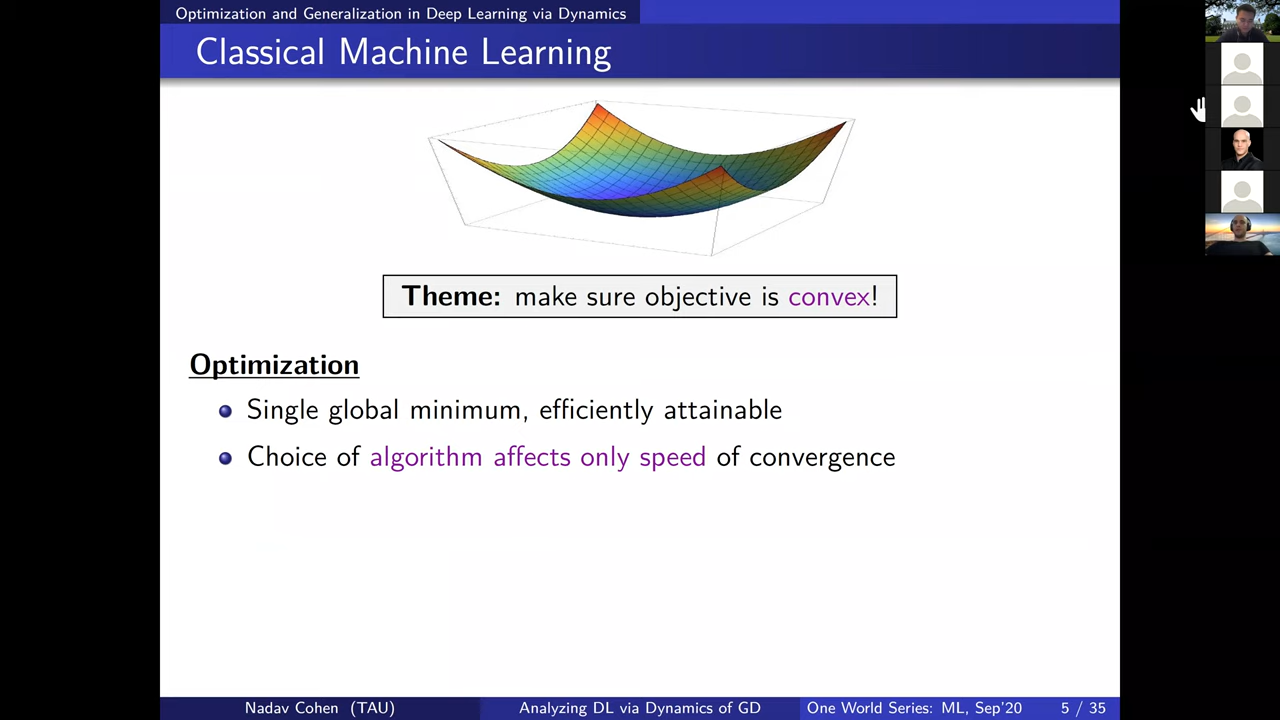 Optimization and Generalization in Deep Learning via Dynamics
Classical Machine Learning
Theme: make sure objective is convex!
Optimization
Single global minimum, efficiently attainable
Choice of algorithm affects only speed of convergence
Nadav Cohen (TAU) Analyzing DL via Dynamics of GD One World Series: ML, Sep'20 5 / 35